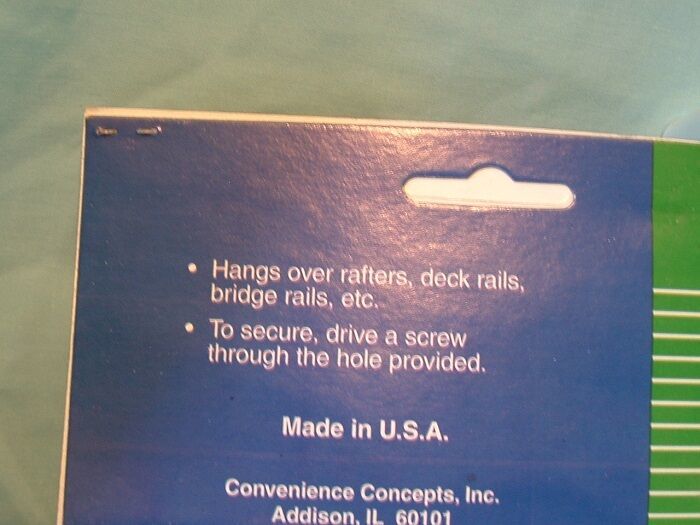 • Hangs over rafters, deck rails,
bridge rails, etc.
• To secure, drive a screw
through the hole provided.
Made in U.S.A.
Convenience Concepts, Inc.
Addison, IL 60101